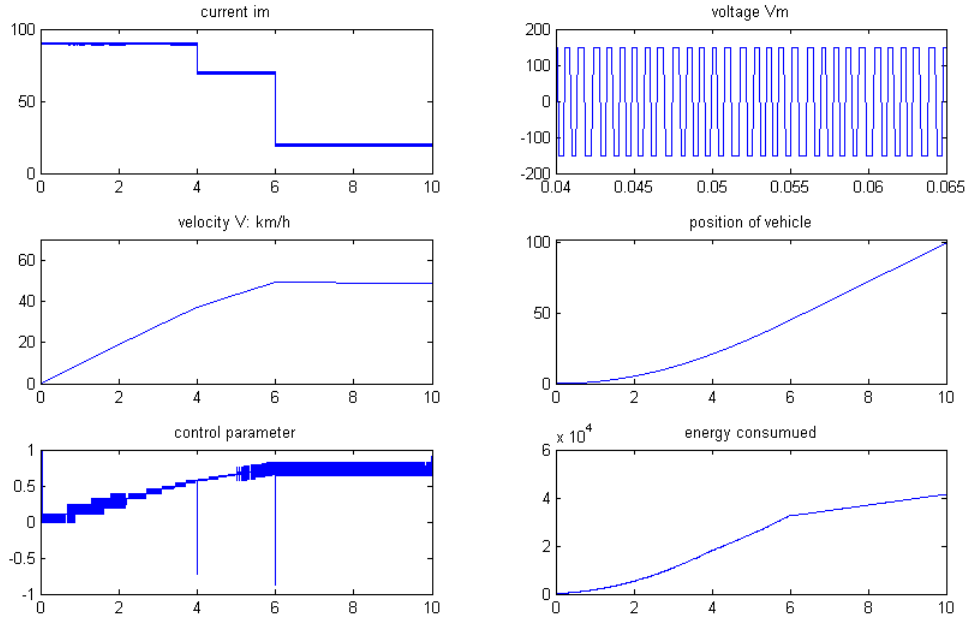 current im
voltage Vm
100
50
0
0 2 4 6 8 10
200
100
0
-100
-200
0.04 0.045 0.05 0.055 0.06 0.065
velocity V: km/h
position of vehicle
60
40
20
0
0 2 4 6 8 10
100
50
0
0 2 4 6 8 10
control parameter
energy consumued
1
0.5
0
-0.5
-1
0 2 4 6 8 10
x 10^4
6
4
2
0
0 2 4 6 8 10